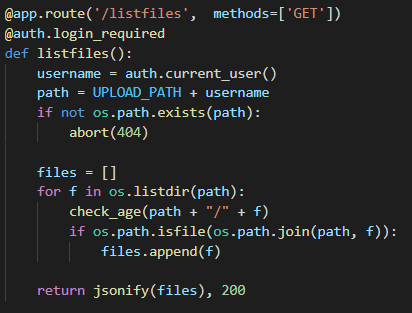 @app.route('/listfiles',  methods=['GET'])
@auth.login_required
def listfiles():
    username = auth.current_user()
    path = UPLOAD_PATH + username
    if not os.path.exists(path):
        abort(404)

    files = []
    for f in os.listdir(path):
        check_age(path + "/" + f)
        if os.path.isfile(os.path.join(path, f)):
            files.append(f)

    return jsonify(files), 200